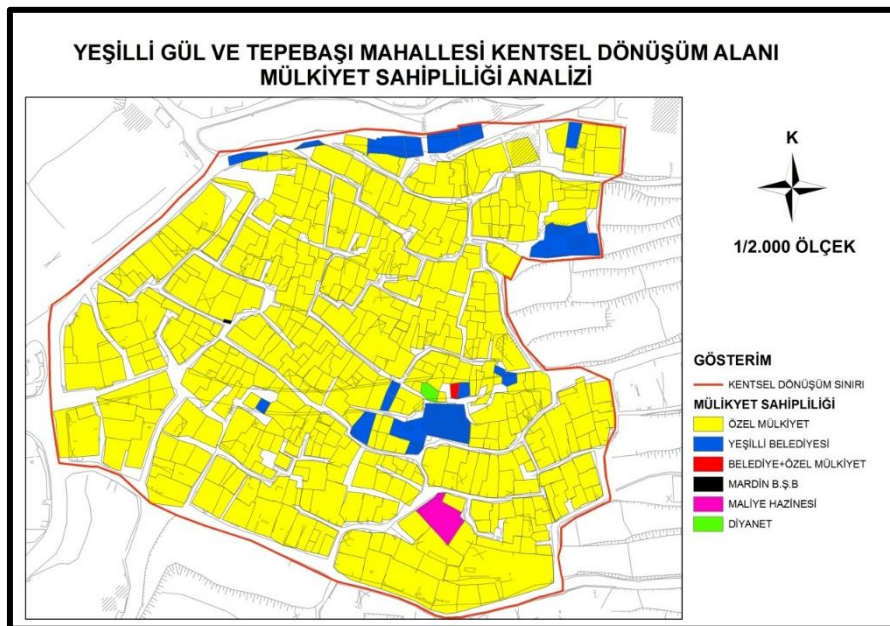 YEŞİLLİ GÜL VE TEPEBAŞI MAHALLESİ KENTSEL DÖNÜŞÜM ALANI
MÜLKİYET SAHİPLİLİĞİ ANALİZİ
K
1/2.000 ÖLÇEK
GÖSTERİM
KENTSEL DÖNÜŞÜM SINIRI
MÜLİKYET SAHİPLİLİĞİ
ÖZEL MÜLKİYET
YEŞİLLİ BELEDİYESİ
BELEDİYE+ÖZEL MÜLKİYET
MARDİN B.Ş.B
MALİYE HAZİNESİ
DİYANET